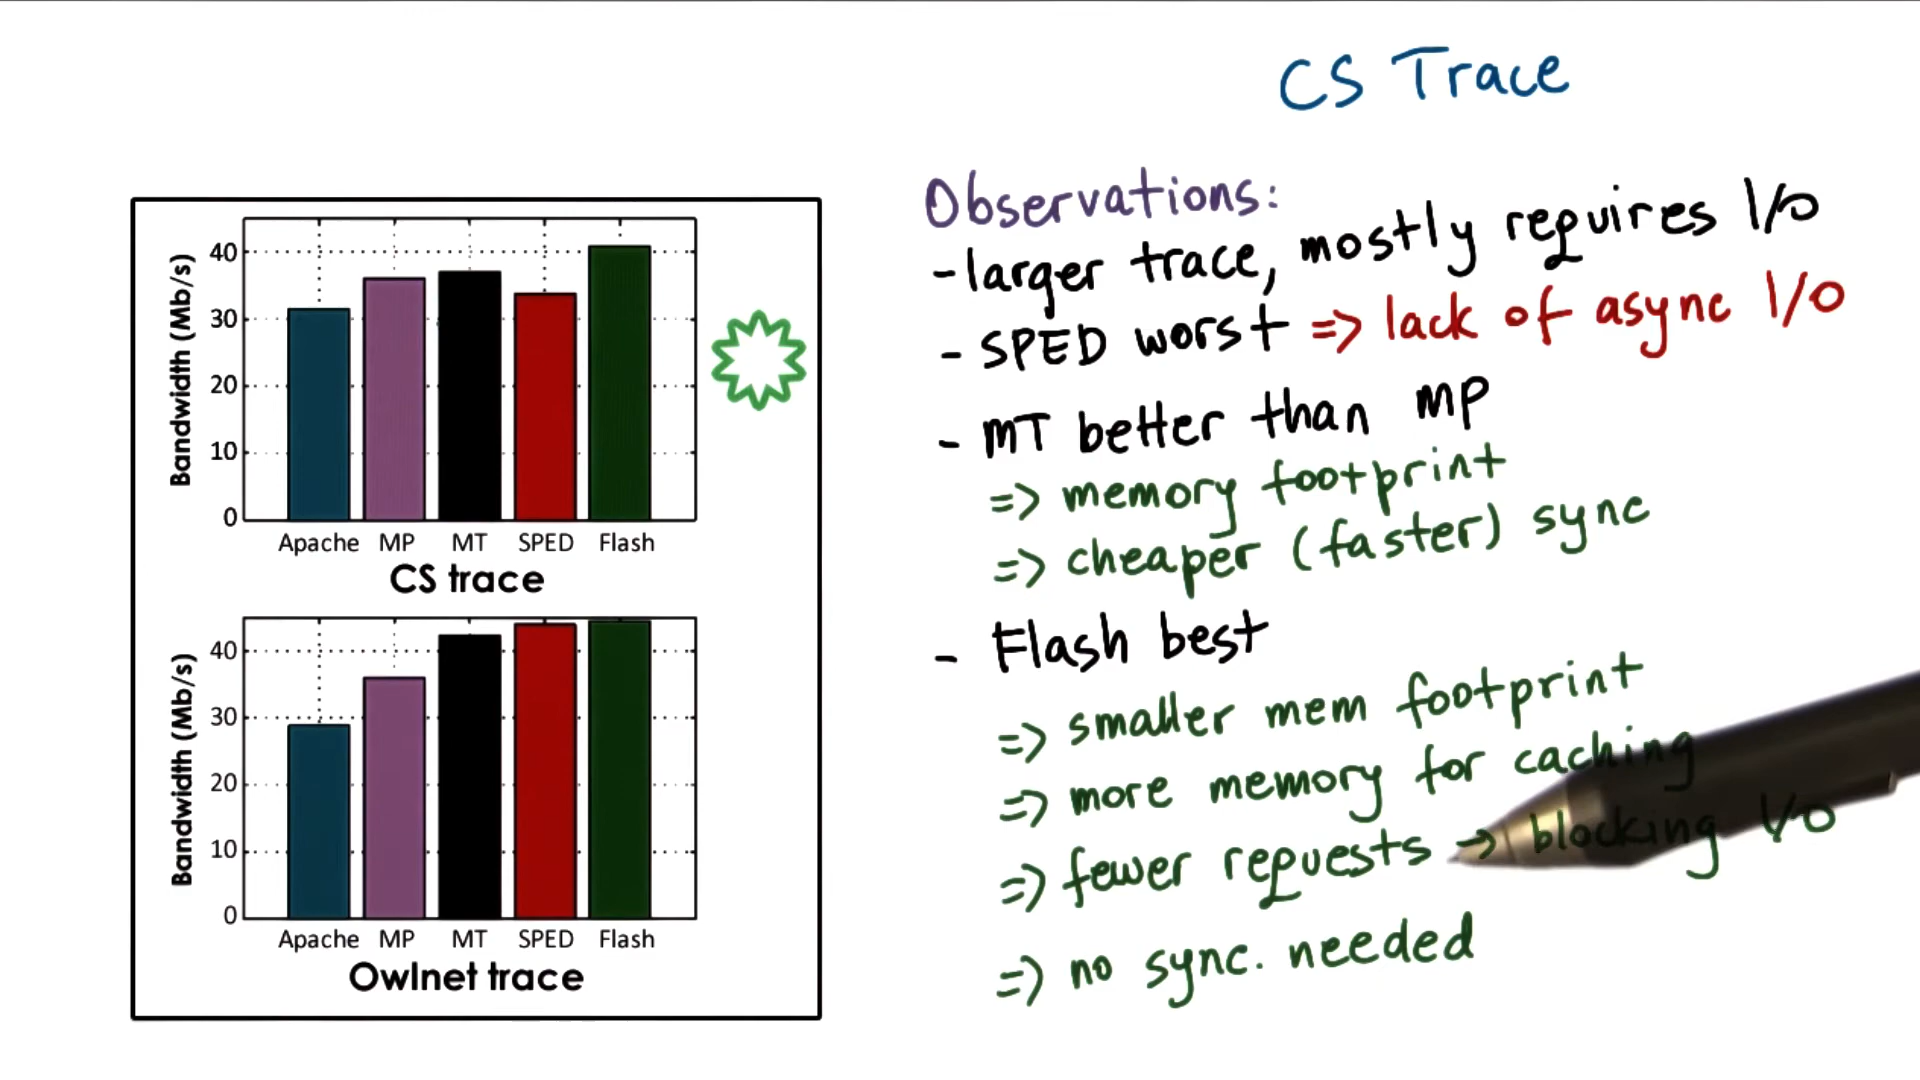 CS Trace
Observations:
- larger trace, mostly requires I/O
- SPED worst => lack of async I/O
- MT better than MP
=> memory footprint
=> cheaper (faster) sync
- Flash best
=> smaller mem footprint
=> more memory for caching
=> fewer requests → blocking I/O
=> no sync. needed
Bandwidth (Mb/s)
40
30
20
10
0
Apache MP MT SPED Flash
CS trace
Bandwidth (Mb/s)
40
30
20
10
0
Apache MP MT SPED Flash
Owlnet trace